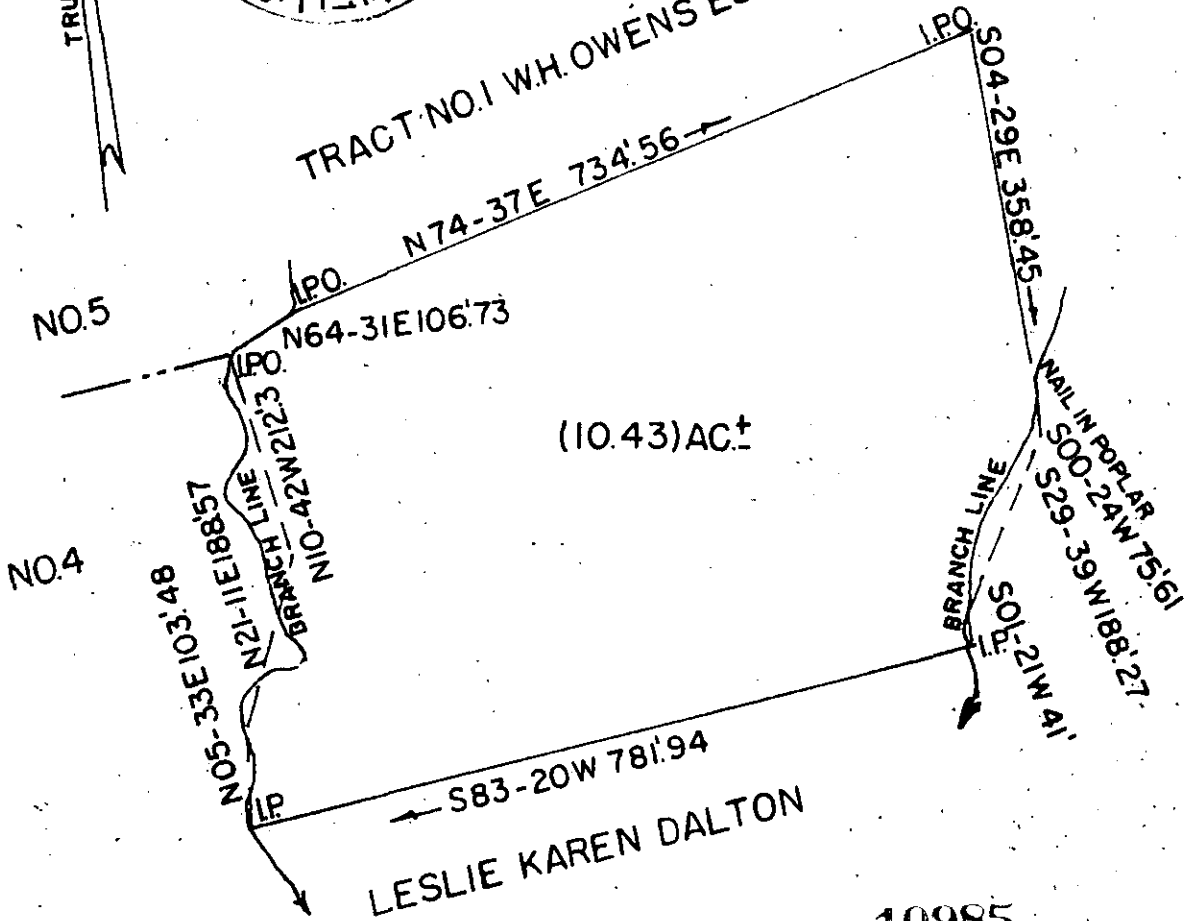 TRU
TRACT NO.1 W.H. OWENS
I.P.O.
S04-29E 358'.45
N74-37E 734'.56
NO.5
I.P.O.
N64-31E 106'.73
I.P.O.
N10-42W 212'.3
(10.43) AC.±
NAIL IN POPLAR
S00-24W 75'.61
S29-39W 188'.27
BRANCH LINE
S01-21W 41'
I.P.
BRANCH LINE
N21-11E 188'.57
NO.4
N05-33E 103'.48
I.P.
S83-20W 781'.94
LESLIE KAREN DALTON
10985